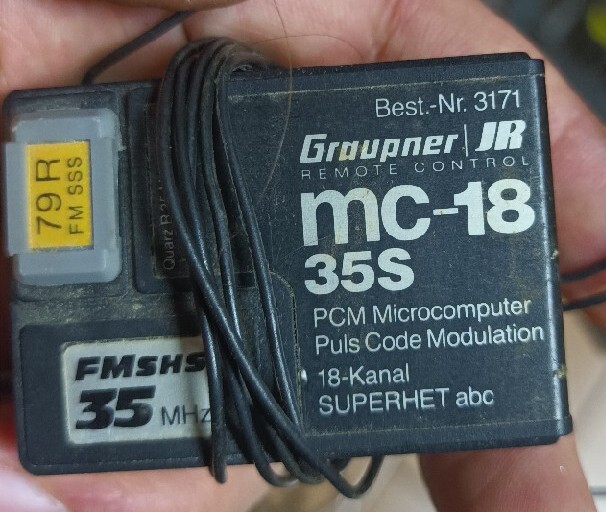 Best.-Nr. 3171
Graupner | JR
REMOTE CONTROL
mc-18
35S
PCM Microcomputer
Puls Code Modulation
18-Kanal
SUPERHET abc
79 R
FM SSS
Quarz R
FMSHS
35 MHz